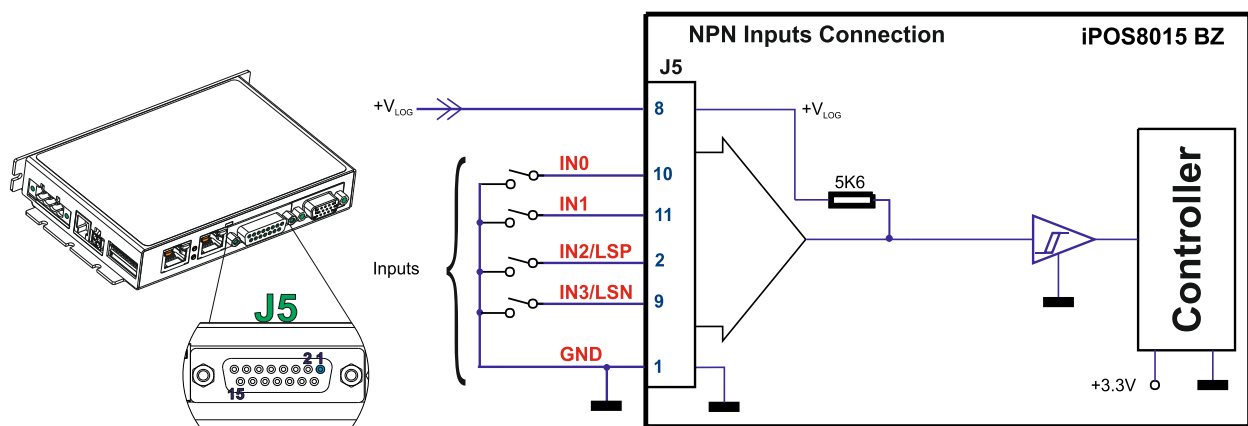 NPN Inputs Connection
iPOS8015 BZ
J5
+VLOG
8
+VLOG
IN0
10
5K6
IN1
11
Inputs
IN2/LSP
2
IN3/LSN
9
Controller
GND
1
+3.3V
J5
2 1
15